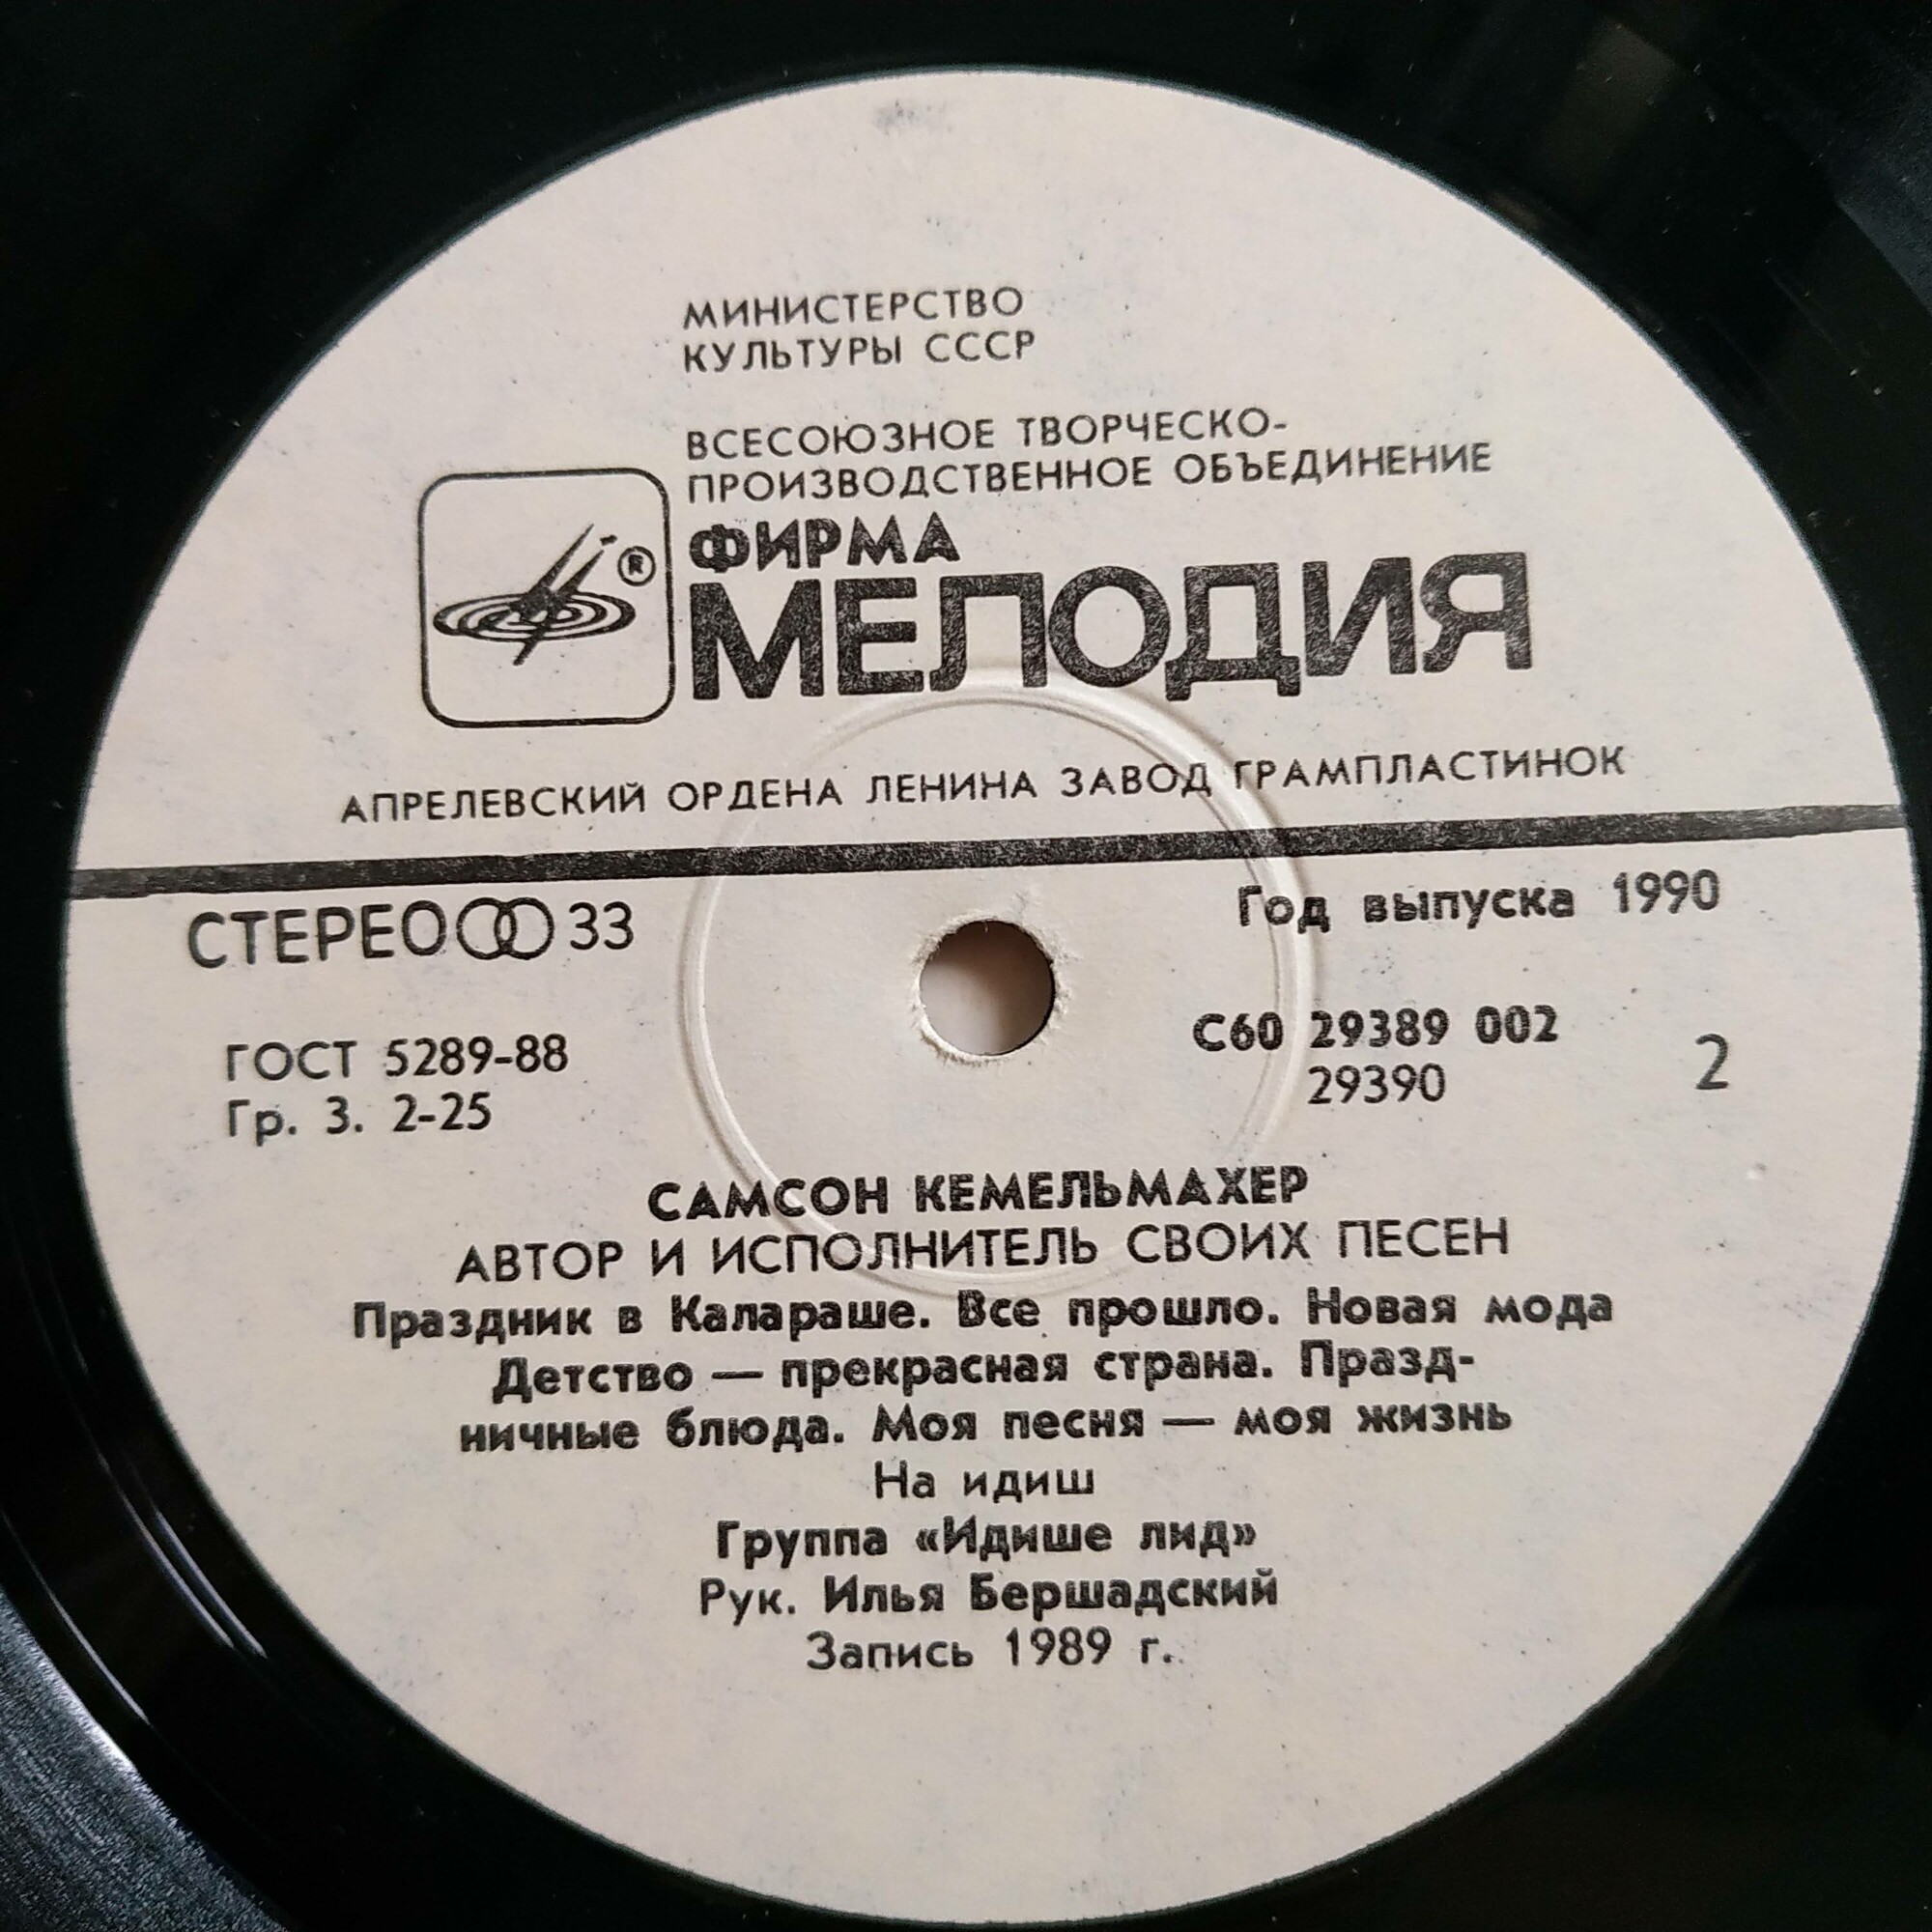 МИНИСТЕРСТВО
КУЛЬТУРЫ СССР
ВСЕСОЮЗНОЕ ТВОРЧЕСКО-
ПРОИЗВОДСТВЕННОЕ ОБЪЕДИНЕНИЕ
®
ФИРМА
МЕЛОДИЯ
АПРЕЛЕВСКИЙ ОРДЕНА ЛЕНИНА ЗАВОД ГРАМПЛАСТИНОК
СТЕРЕО 33
Год выпуска 1990
ГОСТ 5289-88
Гр. 3. 2-25
С60 29389 002
29390
2
САМСОН КЕМЕЛЬМАХЕР
АВТОР И ИСПОЛНИТЕЛЬ СВОИХ ПЕСЕН
Праздник в Калараше. Все прошло. Новая мода
Детство — прекрасная страна. Празд-
ничные блюда. Моя песня — моя жизнь
На идиш
Группа «Идише лид»
Рук. Илья Бершадский
Запись 1989 г.